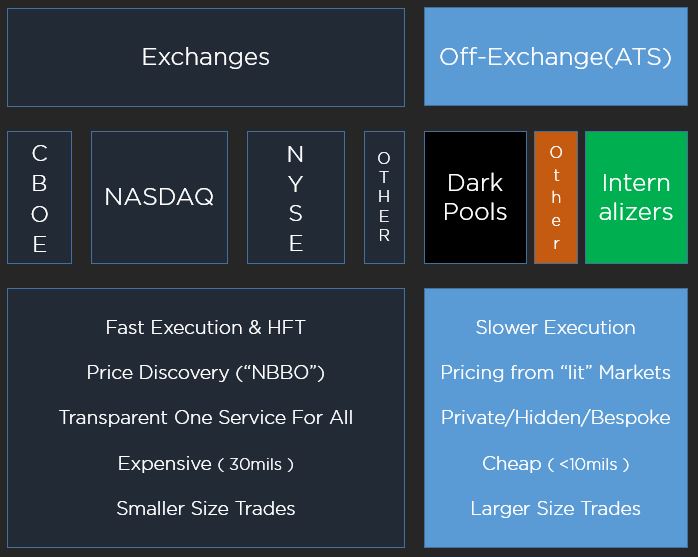 Exchanges
Off-Exchange(ATS)
CBOE
NASDAQ
NYSE
OTHER
Dark
Pools
Other
Intern
alizers
Fast Execution & HFT
Price Discovery (“NBBO”)
Transparent One Service For All
Expensive ( 30mils )
Smaller Size Trades
Slower Execution
Pricing from “lit” Markets
Private/Hidden/Bespoke
Cheap ( <10mils )
Larger Size Trades